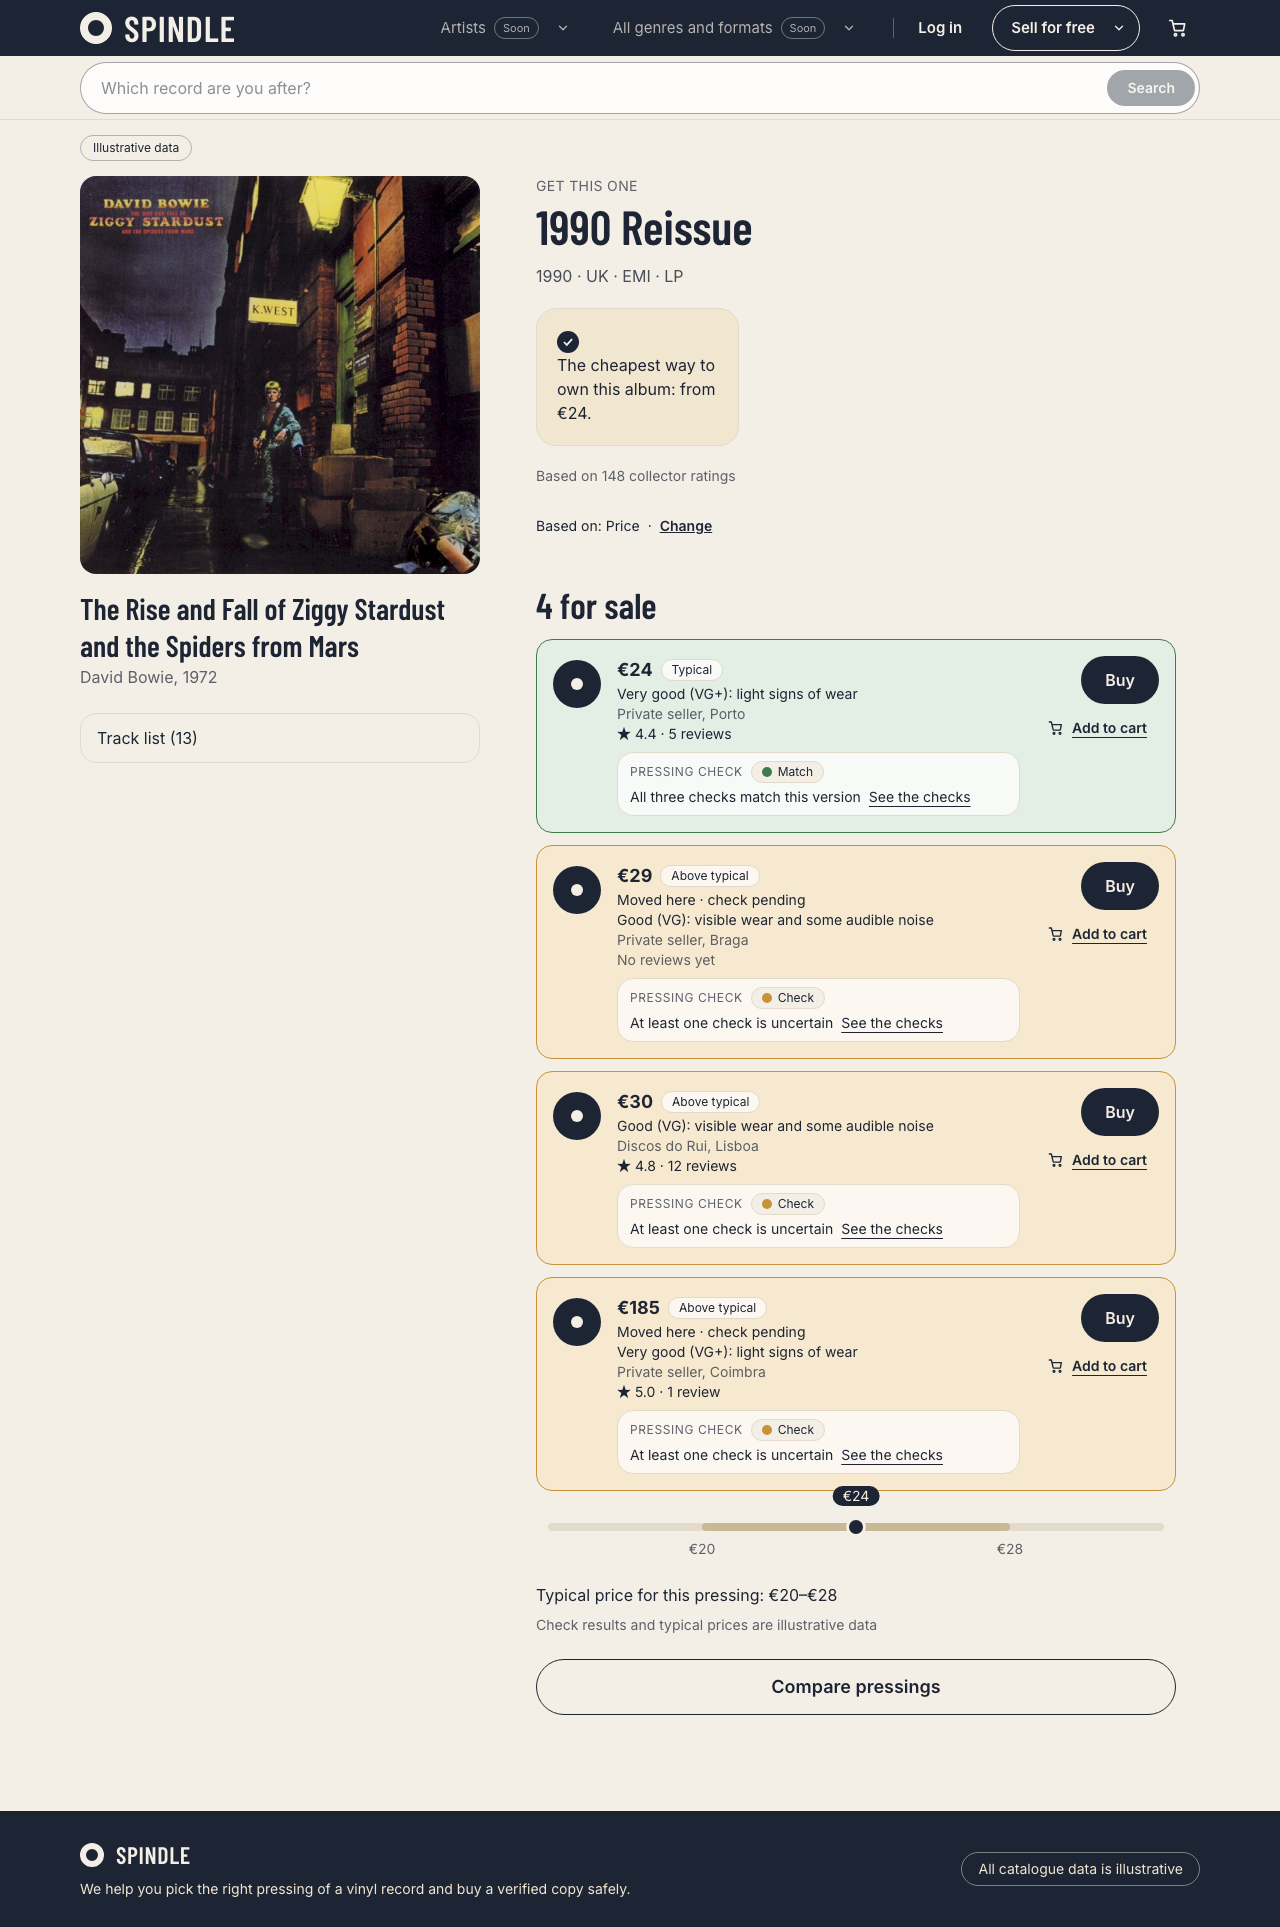 SPINDLE
Artists Soon
All genres and formats Soon
Log in
Sell for free
Which record are you after?
Search
Illustrative data
DAVID BOWIE
THE RISE AND FALL OF
ZIGGY STARDUST
AND THE SPIDERS FROM MARS
K.WEST
The Rise and Fall of Ziggy Stardust
and the Spiders from Mars
David Bowie, 1972
Track list (13)
GET THIS ONE
1990 Reissue
1990 · UK · EMI · LP
The cheapest way to
own this album: from
€24.
Based on 148 collector ratings
Based on: Price · Change
4 for sale
€24 Typical
Very good (VG+): light signs of wear
Private seller, Porto
★ 4.4 · 5 reviews
PRESSING CHECK Match
All three checks match this version See the checks
Buy
Add to cart
€29 Above typical
Moved here · check pending
Good (VG): visible wear and some audible noise
Private seller, Braga
No reviews yet
PRESSING CHECK Check
At least one check is uncertain See the checks
Buy
Add to cart
€30 Above typical
Good (VG): visible wear and some audible noise
Discos do Rui, Lisboa
★ 4.8 · 12 reviews
PRESSING CHECK Check
At least one check is uncertain See the checks
Buy
Add to cart
€185 Above typical
Moved here · check pending
Very good (VG+): light signs of wear
Private seller, Coimbra
★ 5.0 · 1 review
PRESSING CHECK Check
At least one check is uncertain See the checks
Buy
Add to cart
€24
€20 €28
Typical price for this pressing: €20–€28
Check results and typical prices are illustrative data
Compare pressings
SPINDLE
We help you pick the right pressing of a vinyl record and buy a verified copy safely.
All catalogue data is illustrative